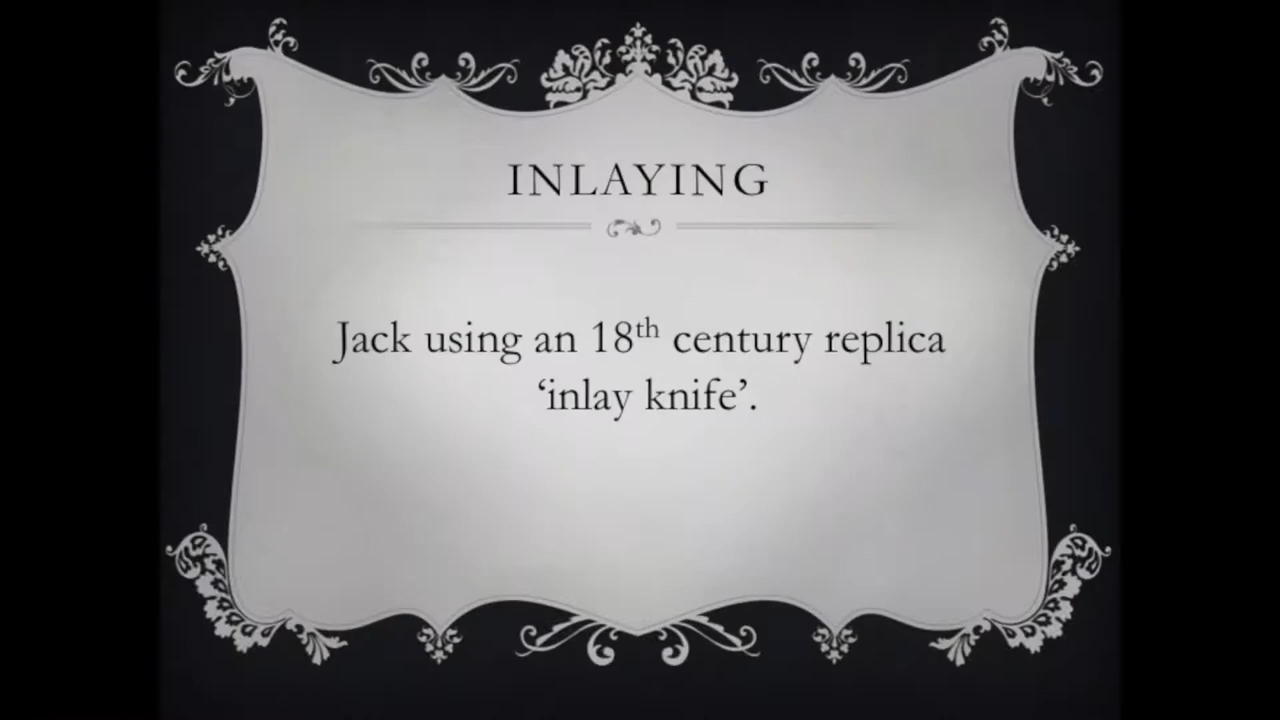 INLAYING
Jack using an 18th century replica
‘inlay knife’.